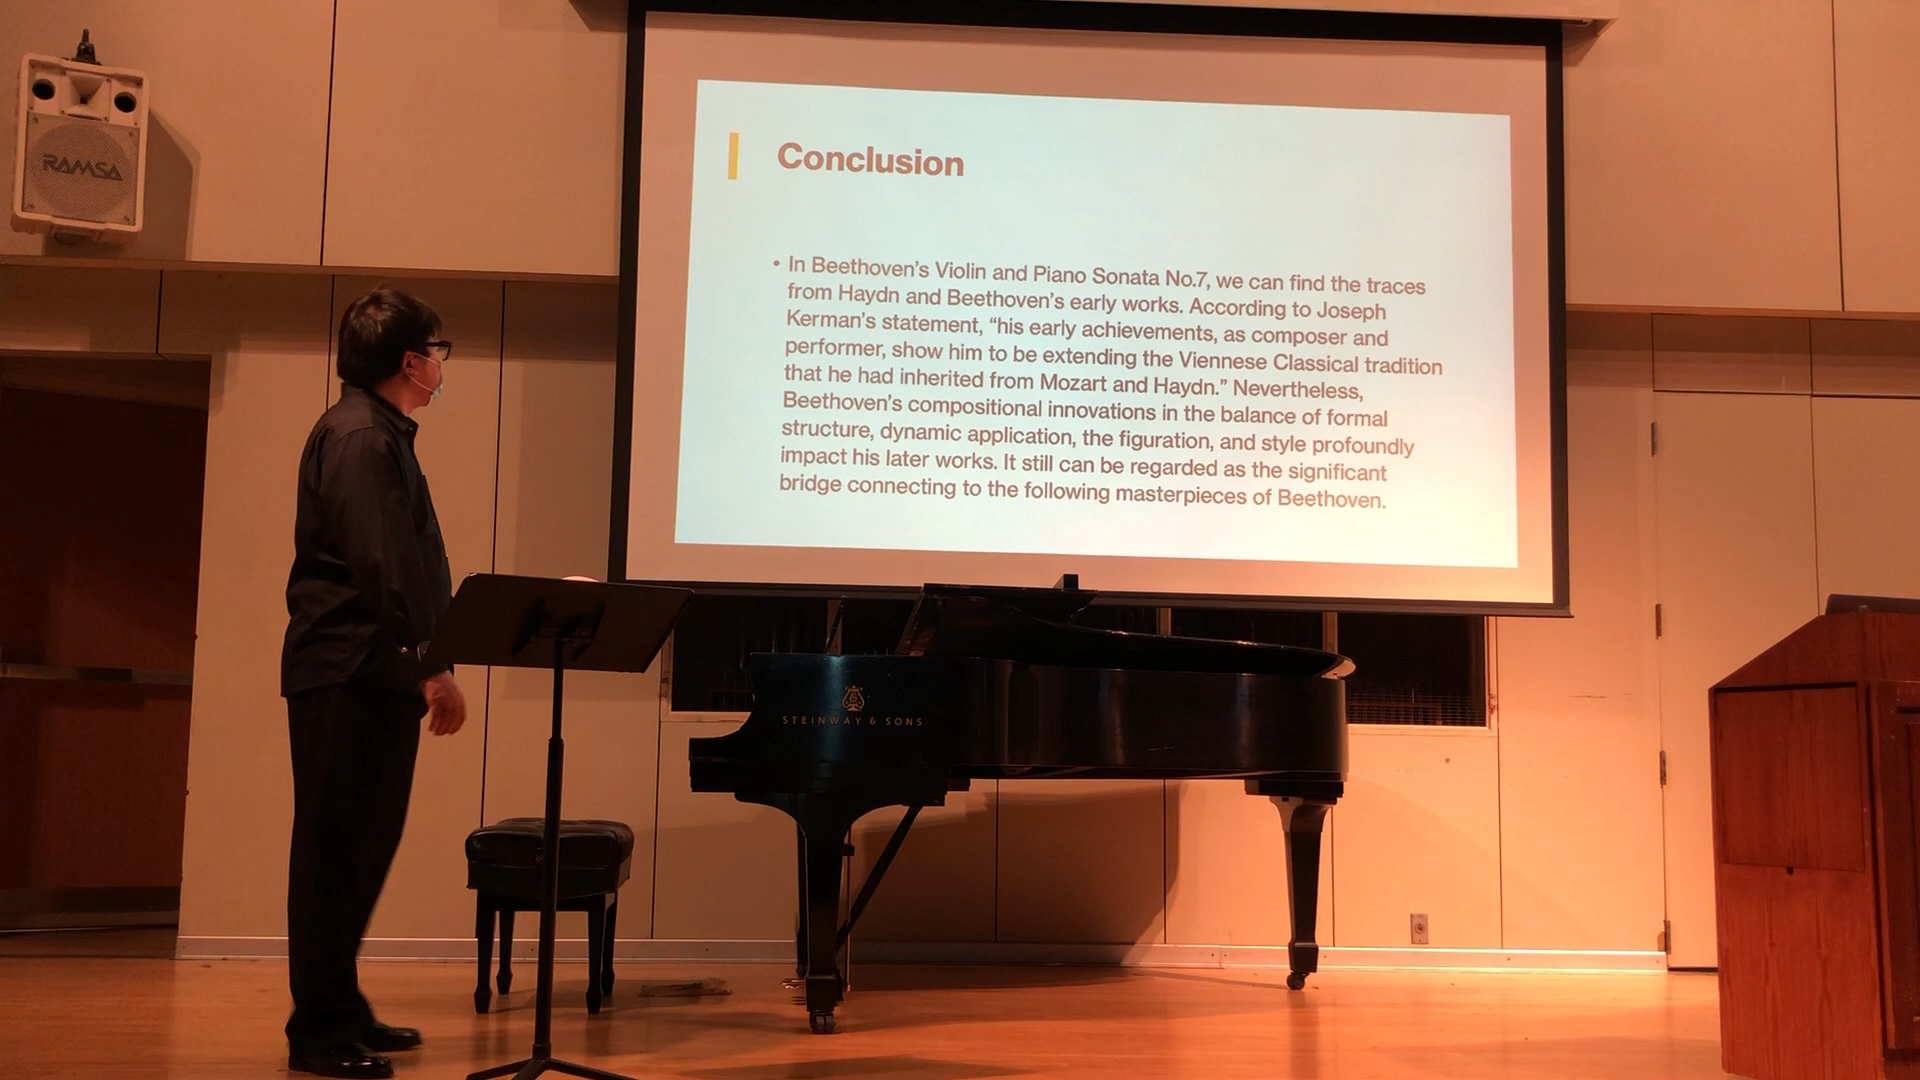 RAMSA
Conclusion
• In Beethoven's Violin and Piano Sonata No.7, we can find the traces
from Haydn and Beethoven's early works. According to Joseph
Kerman's statement, “his early achievements, as composer and
performer, show him to be extending the Viennese Classical tradition
that he had inherited from Mozart and Haydn.” Nevertheless,
Beethoven's compositional innovations in the balance of formal
structure, dynamic application, the figuration, and style profoundly
impact his later works. It still can be regarded as the significant
bridge connecting to the following masterpieces of Beethoven.
STEINWAY & SONS